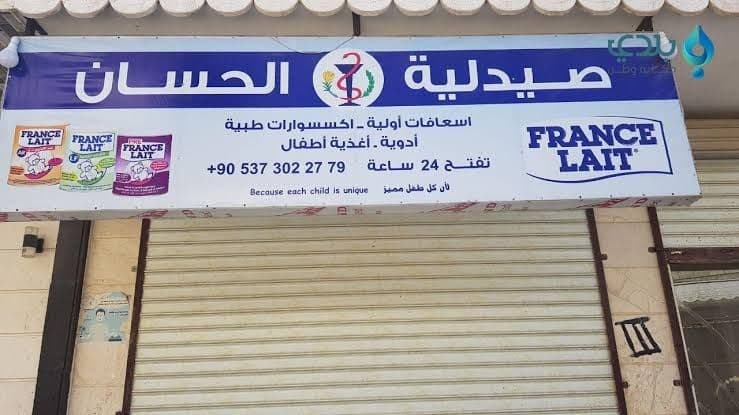 صيدلية الحسان
اسعافات أولية ـ اكسسوارات طبية
أدوية ـ أغذية أطفال
تفتح 24 ساعة +90 537 302 27 79
Because each child is unique لأن كل طفل مميز
FRANCE LAIT
FRANCE LAIT
FRANCE LAIT
FRANCE LAIT
بلدي